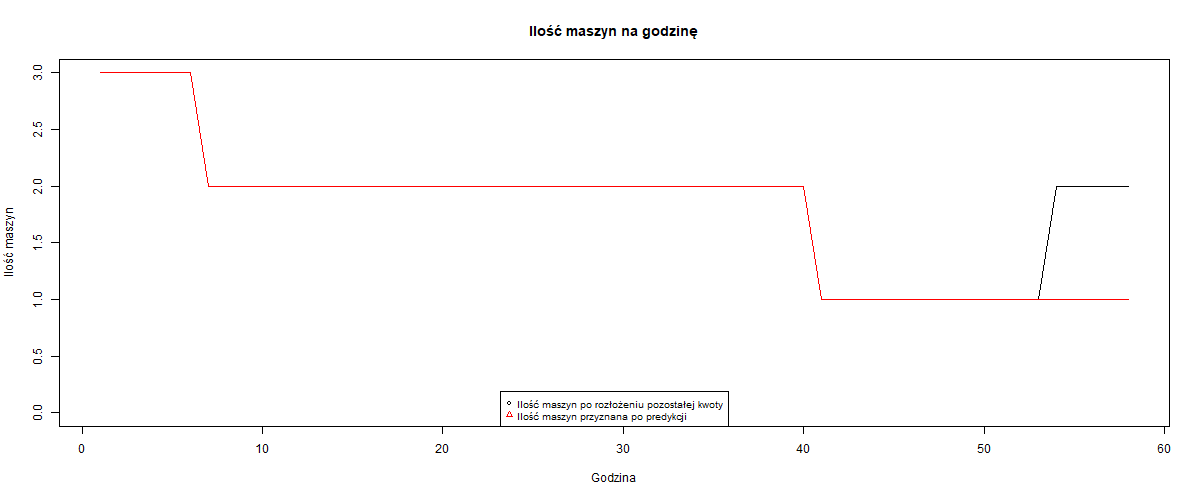 Ilość maszyn na godzinę
Ilość maszyn
3.0
2.5
2.0
1.5
1.0
0.5
0.0
Ilość maszyn po rozłożeniu pozostałej kwoty
Ilość maszyn przyznana po predykcji
0 10 20 30 40 50 60
Godzina